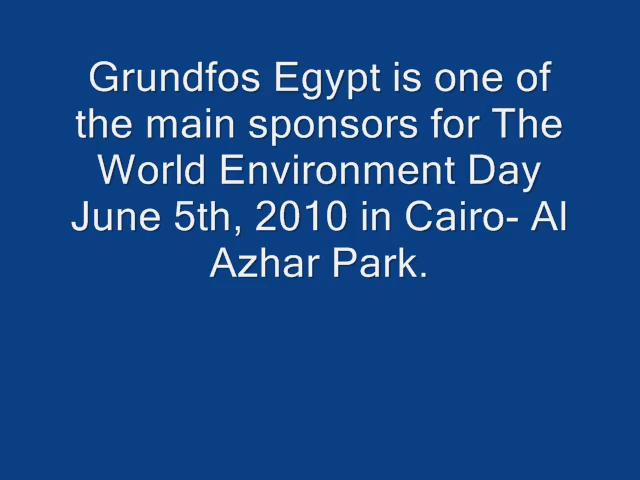 Grundfos Egypt is one of
the main sponsors for The
World Environment Day
June 5th, 2010 in Cairo- Al
Azhar Park.